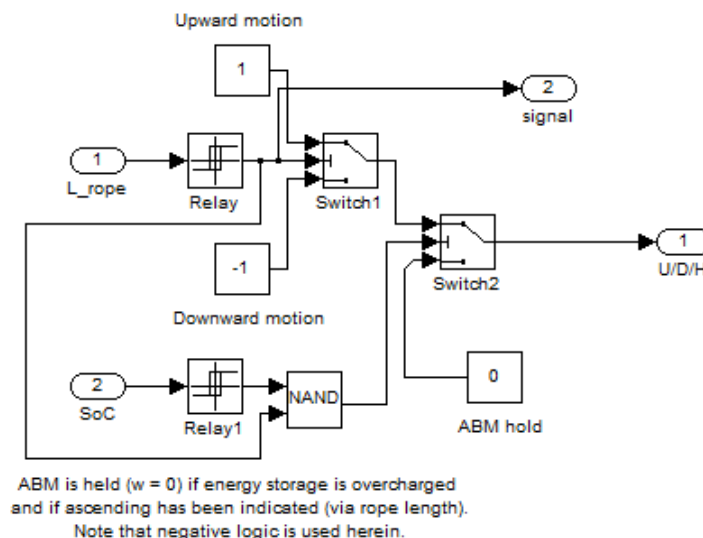 Upward motion
1
2
signal
1
L_rope
Relay
Switch1
-1
Downward motion
1
U/D/H
Switch2
2
SoC
Relay1
NAND
0
ABM hold
ABM is held (w = 0) if energy storage is overcharged
and if ascending has been indicated (via rope length).
Note that negative logic is used herein.